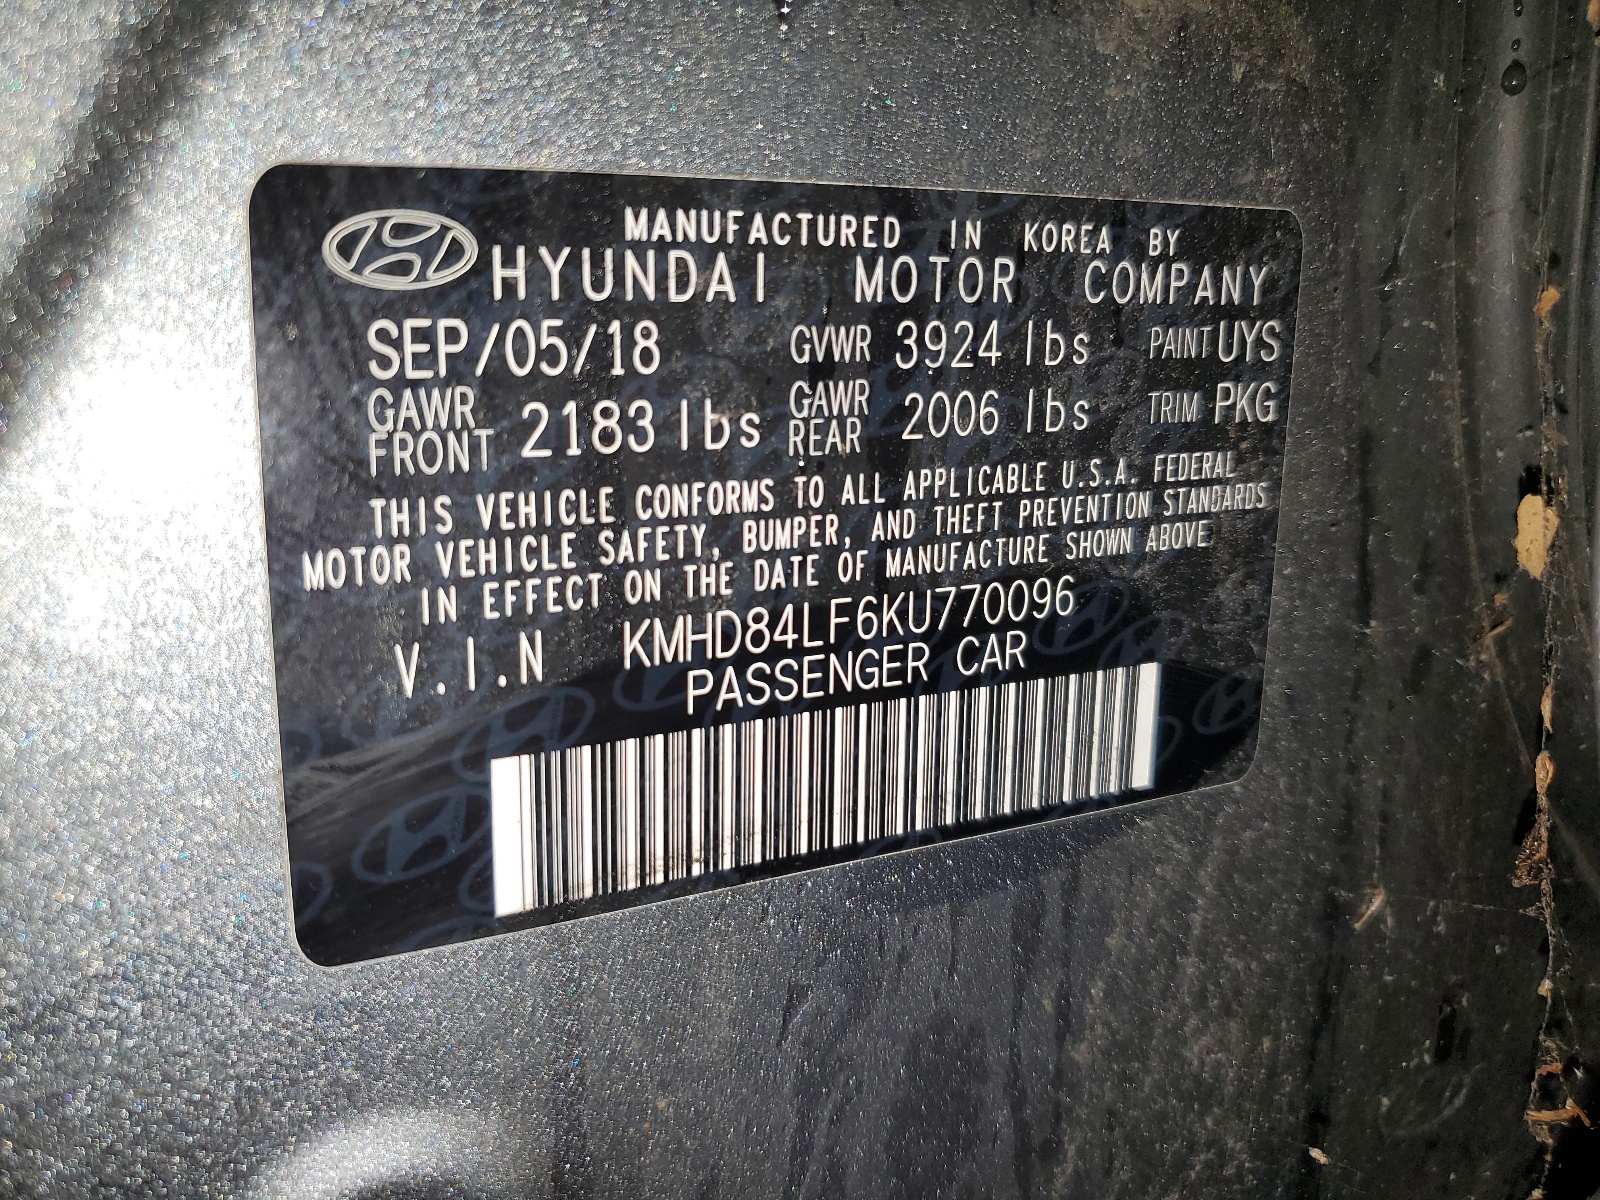 MANUFACTURED IN KOREA BY
HYUNDAI MOTOR COMPANY
SEP/05/18 GVWR 3924 lbs PAINT UYS
GAWR FRONT 2183 lbs GAWR REAR 2006 lbs TRIM PKG
THIS VEHICLE CONFORMS TO ALL APPLICABLE U.S.A. FEDERAL
MOTOR VEHICLE SAFETY, BUMPER, AND THEFT PREVENTION STANDARDS
IN EFFECT ON THE DATE OF MANUFACTURE SHOWN ABOVE
V.I.N KMHD84LF6KU770096
PASSENGER CAR